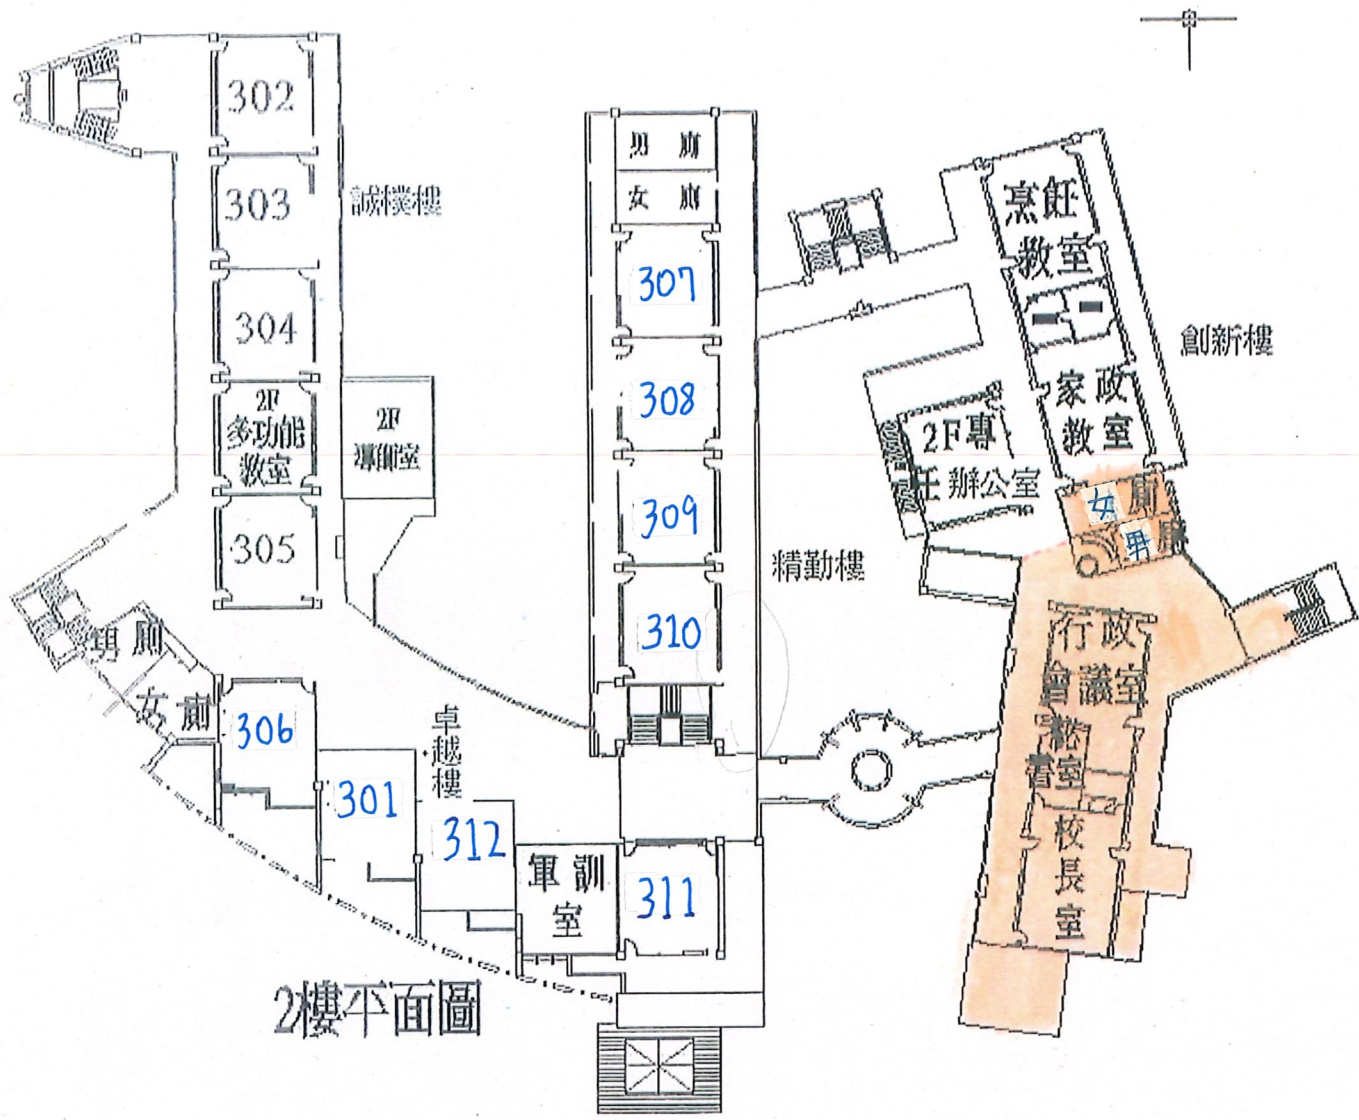 302
303
304
2F
多功能
教室
305
誠樸樓
2F
導師室
男 廁
女 廁
306
301
312
卓越樓
軍 訓
室
311
男 廁
女 廁
307
308
309
310
精勤樓
烹飪
教室
家政
教室
創新樓
2F專
任 辦公室
女 廁
男 廁
行政
會議室
秘
書室
校
長
室
2樓平面圖